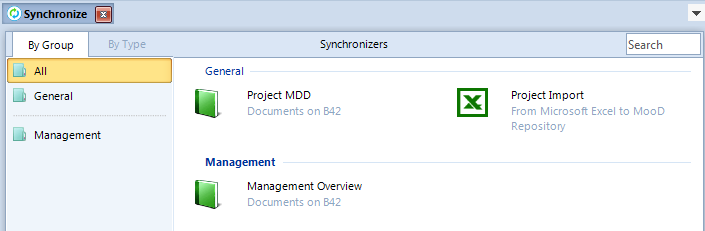 Synchronize
By Group
By Type
Synchronizers
Search
All
General
Management
General
Project MDD
Documents on B42
Project Import
From Microsoft Excel to MooD
Repository
Management
Management Overview
Documents on B42